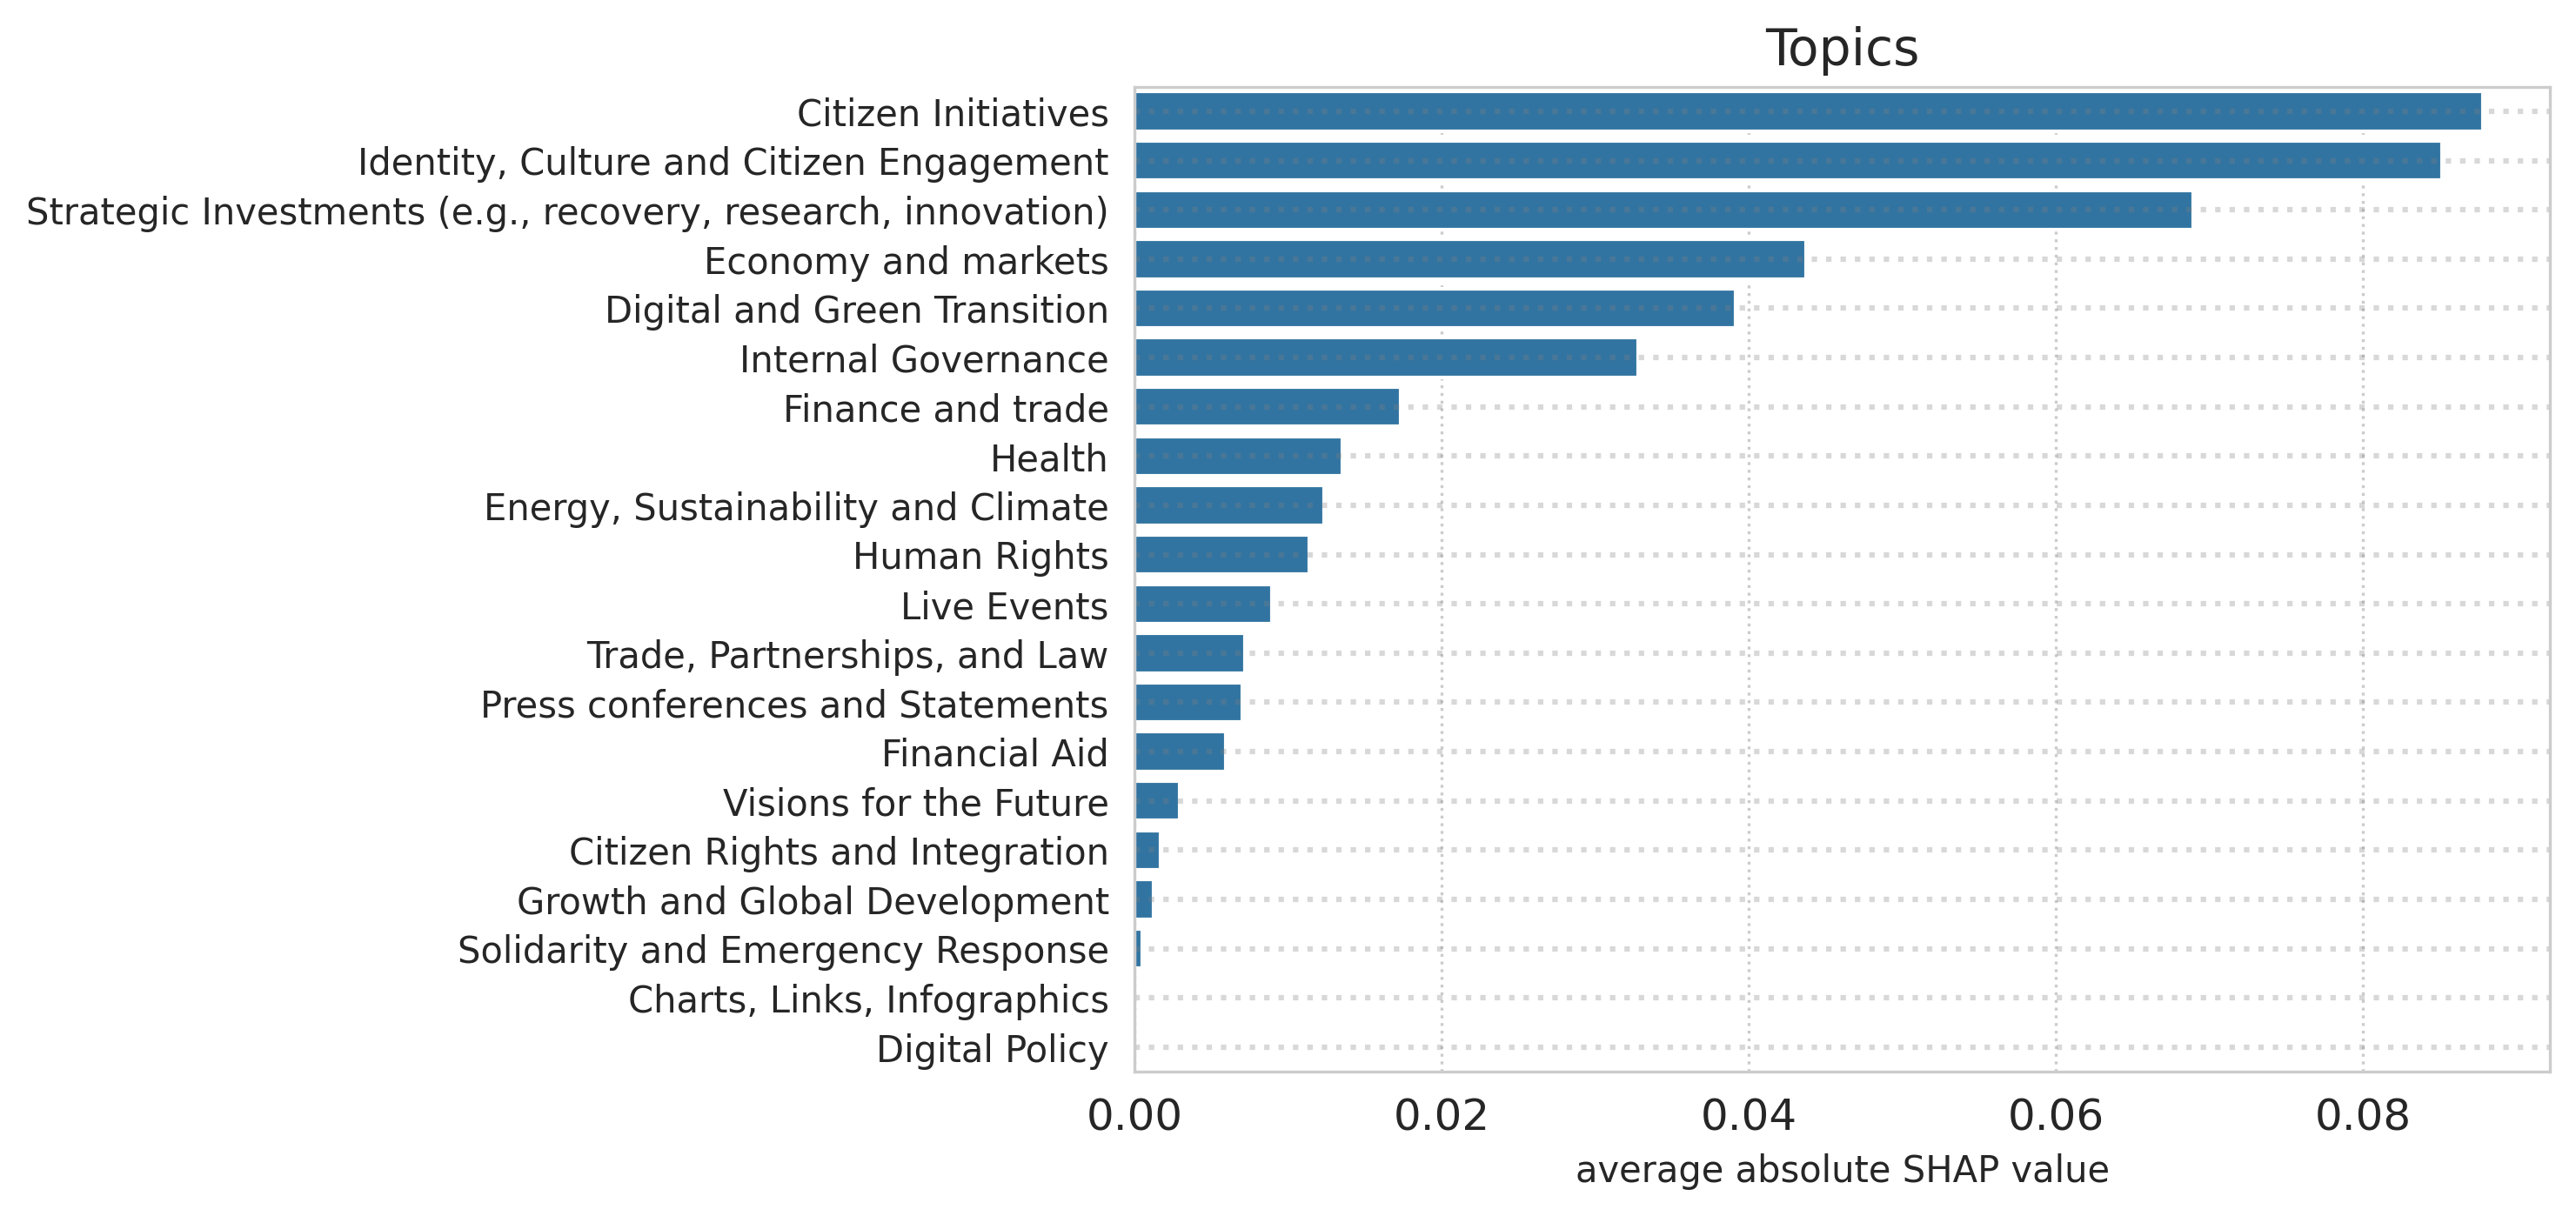 Topics
Citizen Initiatives
Identity, Culture and Citizen Engagement
Strategic Investments (e.g., recovery, research, innovation)
Economy and markets
Digital and Green Transition
Internal Governance
Finance and trade
Health
Energy, Sustainability and Climate
Human Rights
Live Events
Trade, Partnerships, and Law
Press conferences and Statements
Financial Aid
Visions for the Future
Citizen Rights and Integration
Growth and Global Development
Solidarity and Emergency Response
Charts, Links, Infographics
Digital Policy
0.00 0.02 0.04 0.06 0.08
average absolute SHAP value